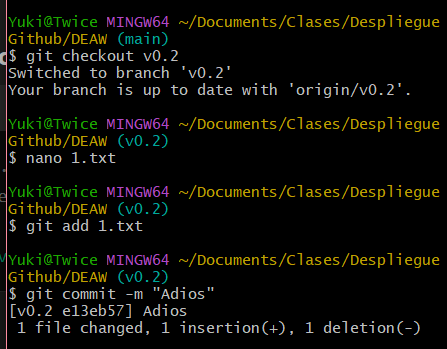 Yuki@Twice MINGW64 ~/Documents/Clases/Despliegue
Github/DEAW (main)
$ git checkout v0.2
Switched to branch 'v0.2'
Your branch is up to date with 'origin/v0.2'.
Yuki@Twice MINGW64 ~/Documents/Clases/Despliegue
Github/DEAW (v0.2)
$ nano 1.txt
Yuki@Twice MINGW64 ~/Documents/Clases/Despliegue
Github/DEAW (v0.2)
$ git add 1.txt
Yuki@Twice MINGW64 ~/Documents/Clases/Despliegue
Github/DEAW (v0.2)
$ git commit -m "Adios"
[v0.2 e13eb57] Adios
 1 file changed, 1 insertion(+), 1 deletion(-)